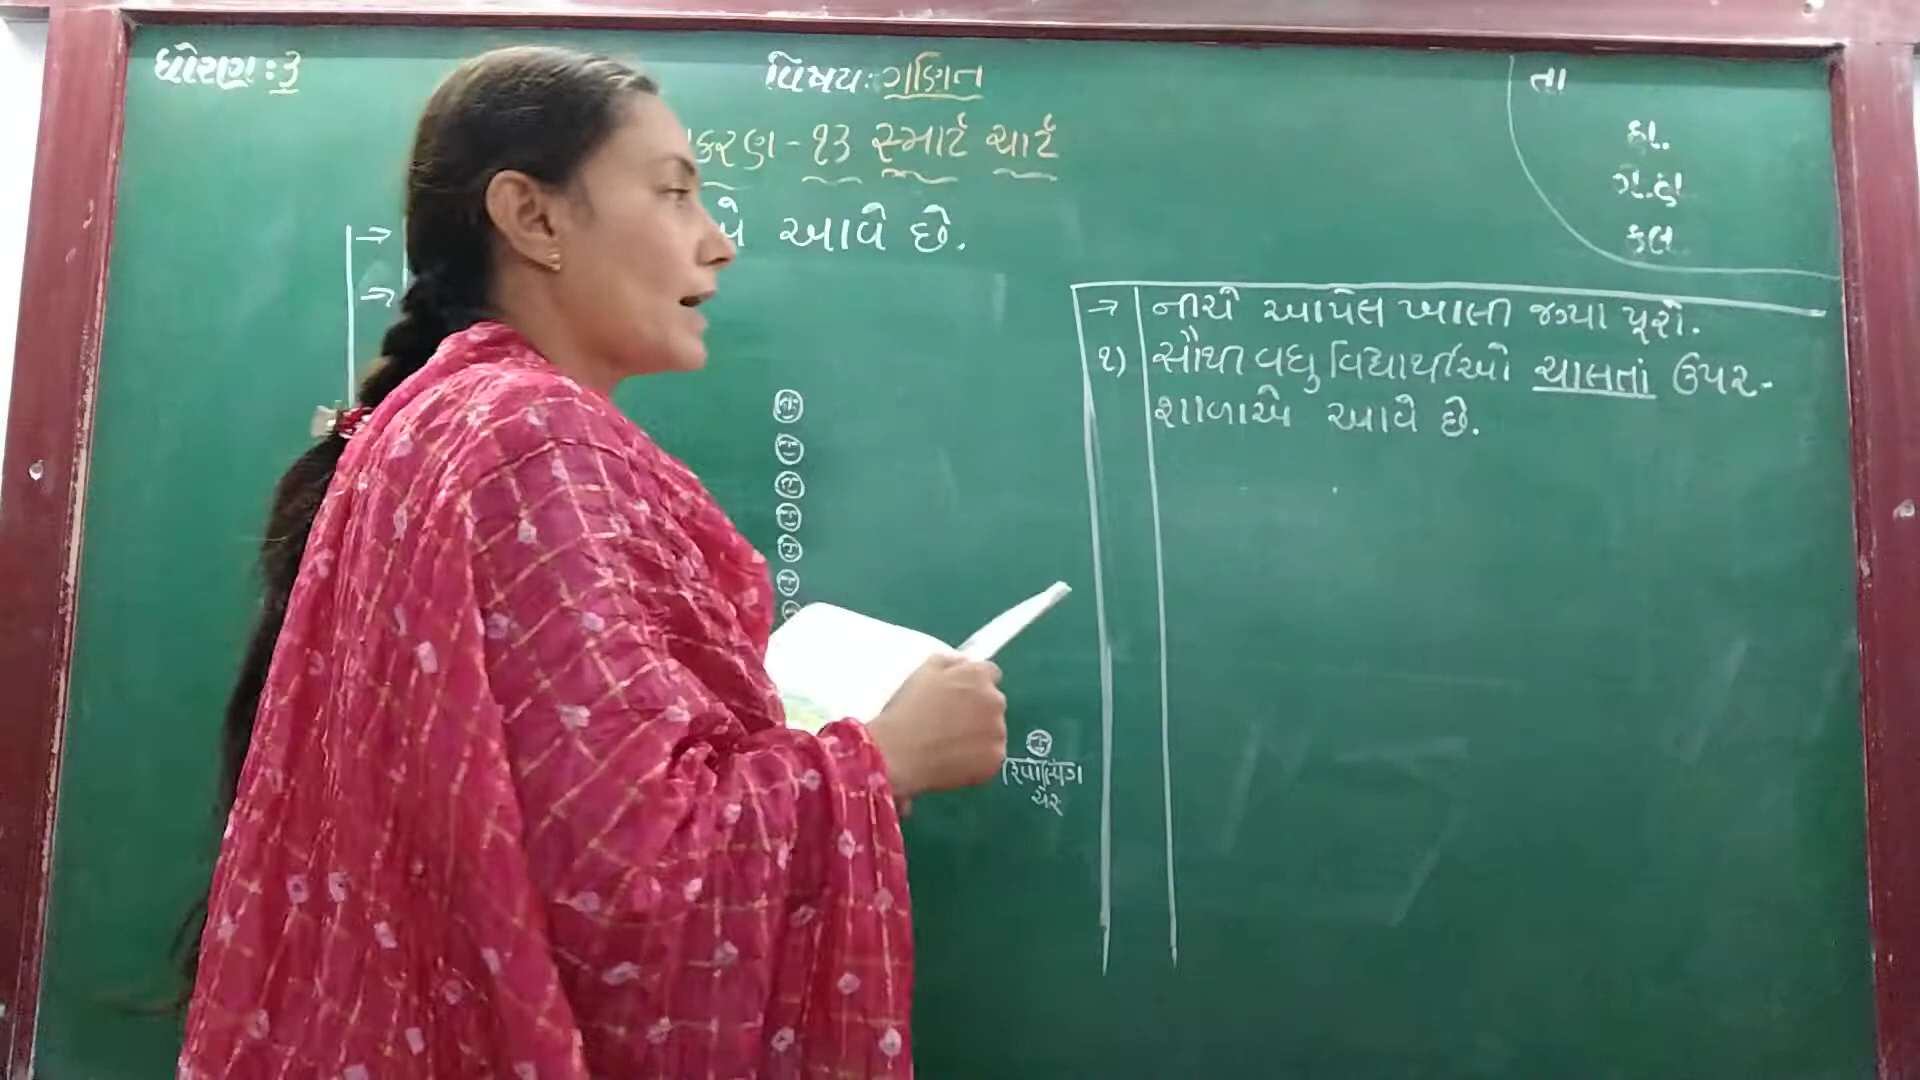 ધોરણ : ૩
વિષય : ગણિત
કરણ - ૧૩ સ્માર્ટ ચાર્ટ
આવે છે.
તા
હા.
ગે.હા
કુલ
→ નીચે આપેલ ખાલી જગ્યા પૂરો.
૧) સૌથી વધુ વિદ્યાર્થીઓ ચાલતાં ઉપર-
શાળાએ આવે છે.
ચેર